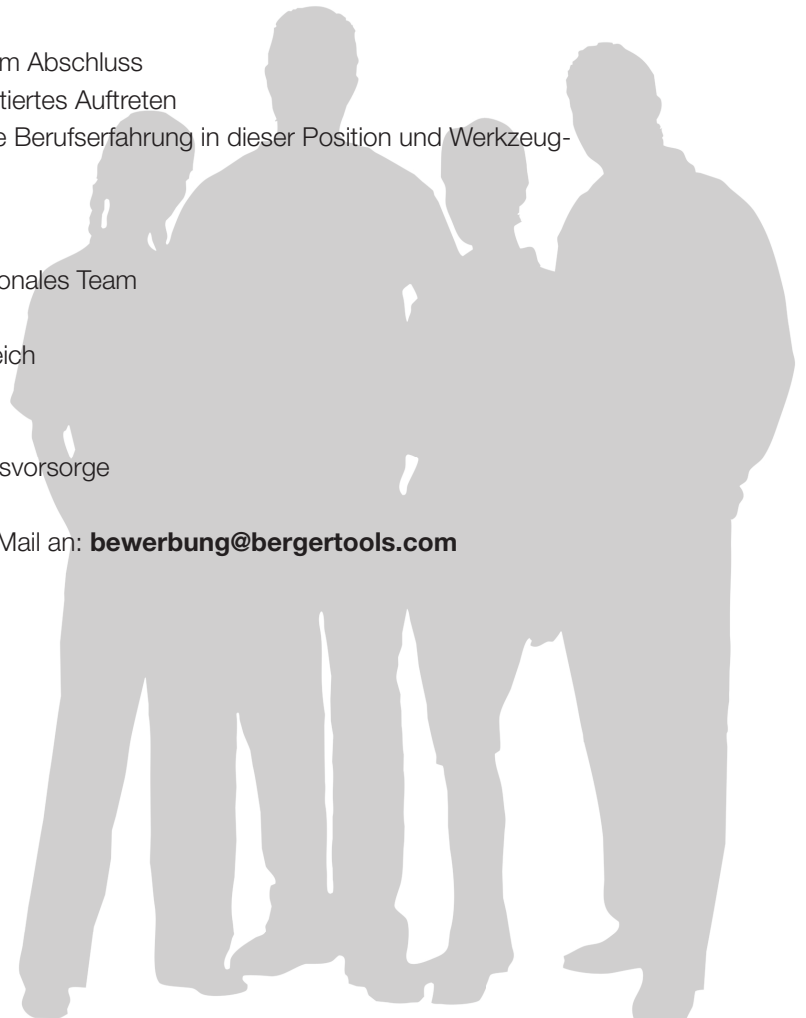 m Abschluss
tiertes Auftreten
e Berufserfahrung in dieser Position und Werkzeug-
onales Team
eich
svorsorge
Mail an: bewerbung@bergertools.com